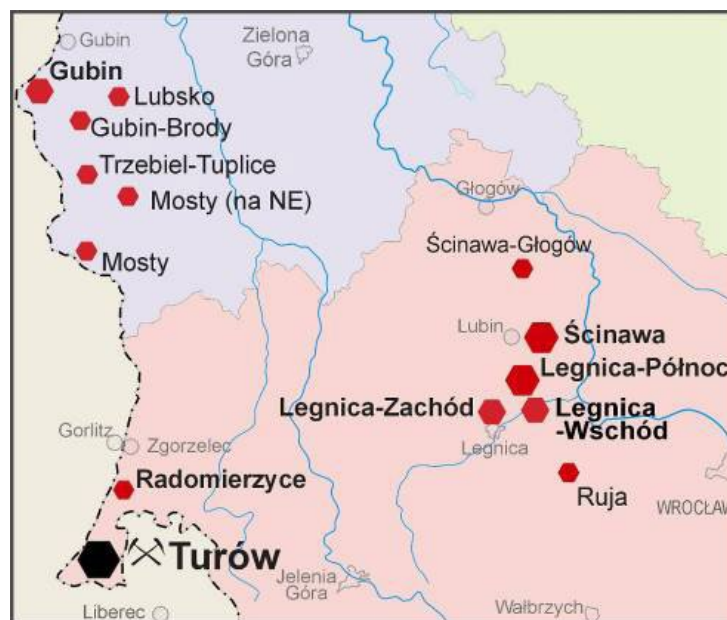 Gubin
Zielona
Góra
Gubin
Lubsko
Gubin-Brody
Trzebiel-Tuplice
Mosty (na NE)
Głogów
Ścinawa-Głogów
Mosty
Lubin
Ścinawa
Legnica-Północ
Legnica-Zachód
Legnica
-Wschód
Gorlitz
Zgorzelec
Legnica
Radomierzyce
Ruja
WROCŁAW
Turów
Jelenia
Góra
Liberec
Wałbrzych